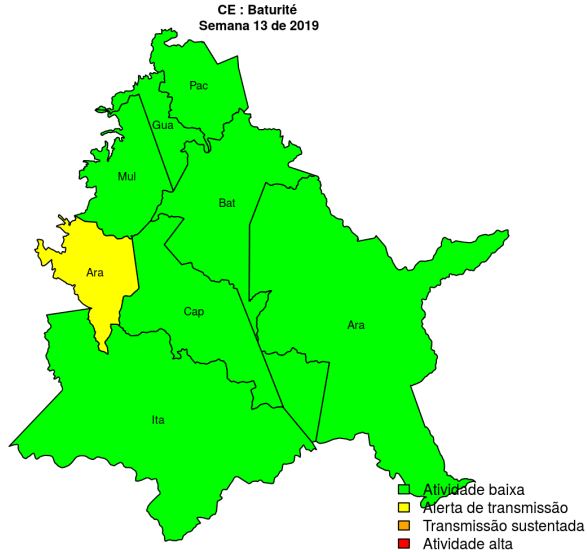 CE : Baturité
Semana 13 de 2019
Pac
Gua
Mul
Bat
Ara
Cap
Ara
Ita
Atividade baixa
Alerta de transmissão
Transmissão sustentada
Atividade alta